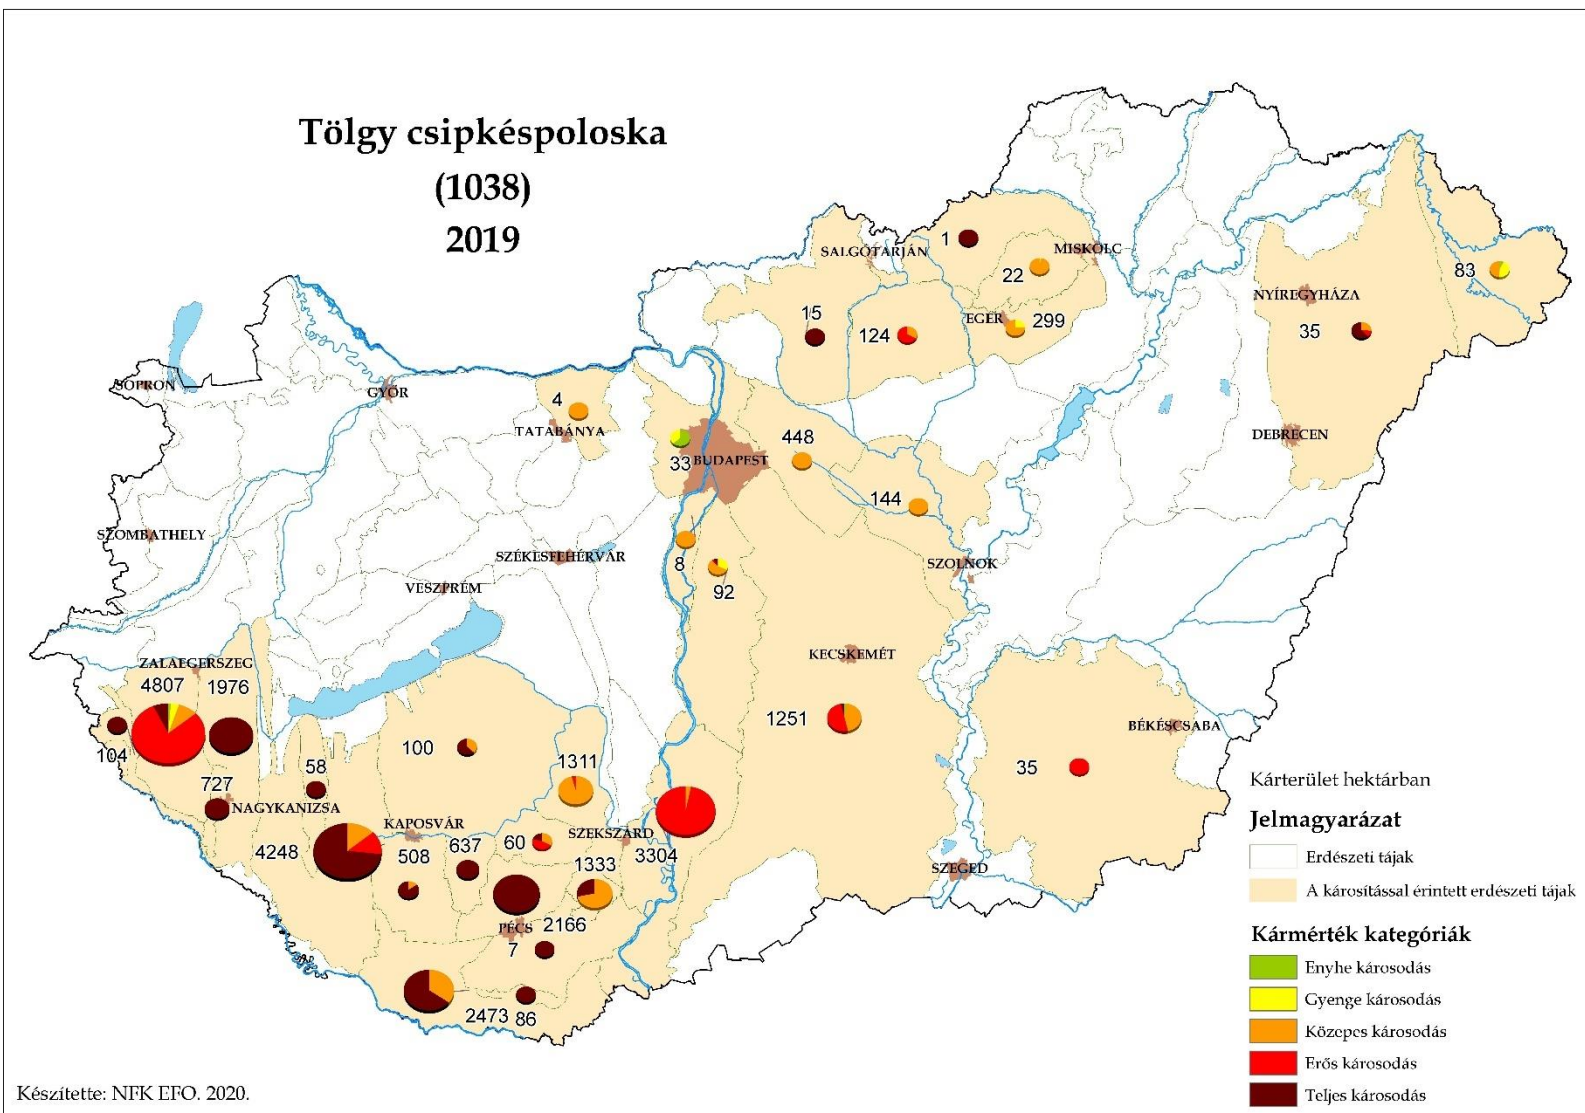 Tölgy csipkéspoloska
(1038)
2019
SALGÓTARJÁN
1
MISKOLC
22
83
NYÍREGYHÁZA
15
124
EGER
299
35
SOPRON
GYŐR
4
TATABÁNYA
448
DEBRECEN
33
BUDAPEST
144
SZOMBATHELY
SZÉKESFEHÉRVÁR
8
92
SZOLNOK
VESZPRÉM
ZALAEGERSZEG
4807
1976
KECSKEMÉT
104
100
1251
BÉKÉSCSABA
1311
58
35
727
NAGYKANIZSA
KAPOSVÁR
4248
508
637
60
SZEKSZÁRD
3304
1333
SZEGED
PÉCS
2166
7
2473
86
Kárterület hektárban
Jelmagyarázat
Erdészeti tájak
A károsítással érintett erdészeti tájak
Kármérték kategóriák
Enyhe károsodás
Gyenge károsodás
Közepes károsodás
Erős károsodás
Teljes károsodás
Készítette: NFK EFO. 2020.